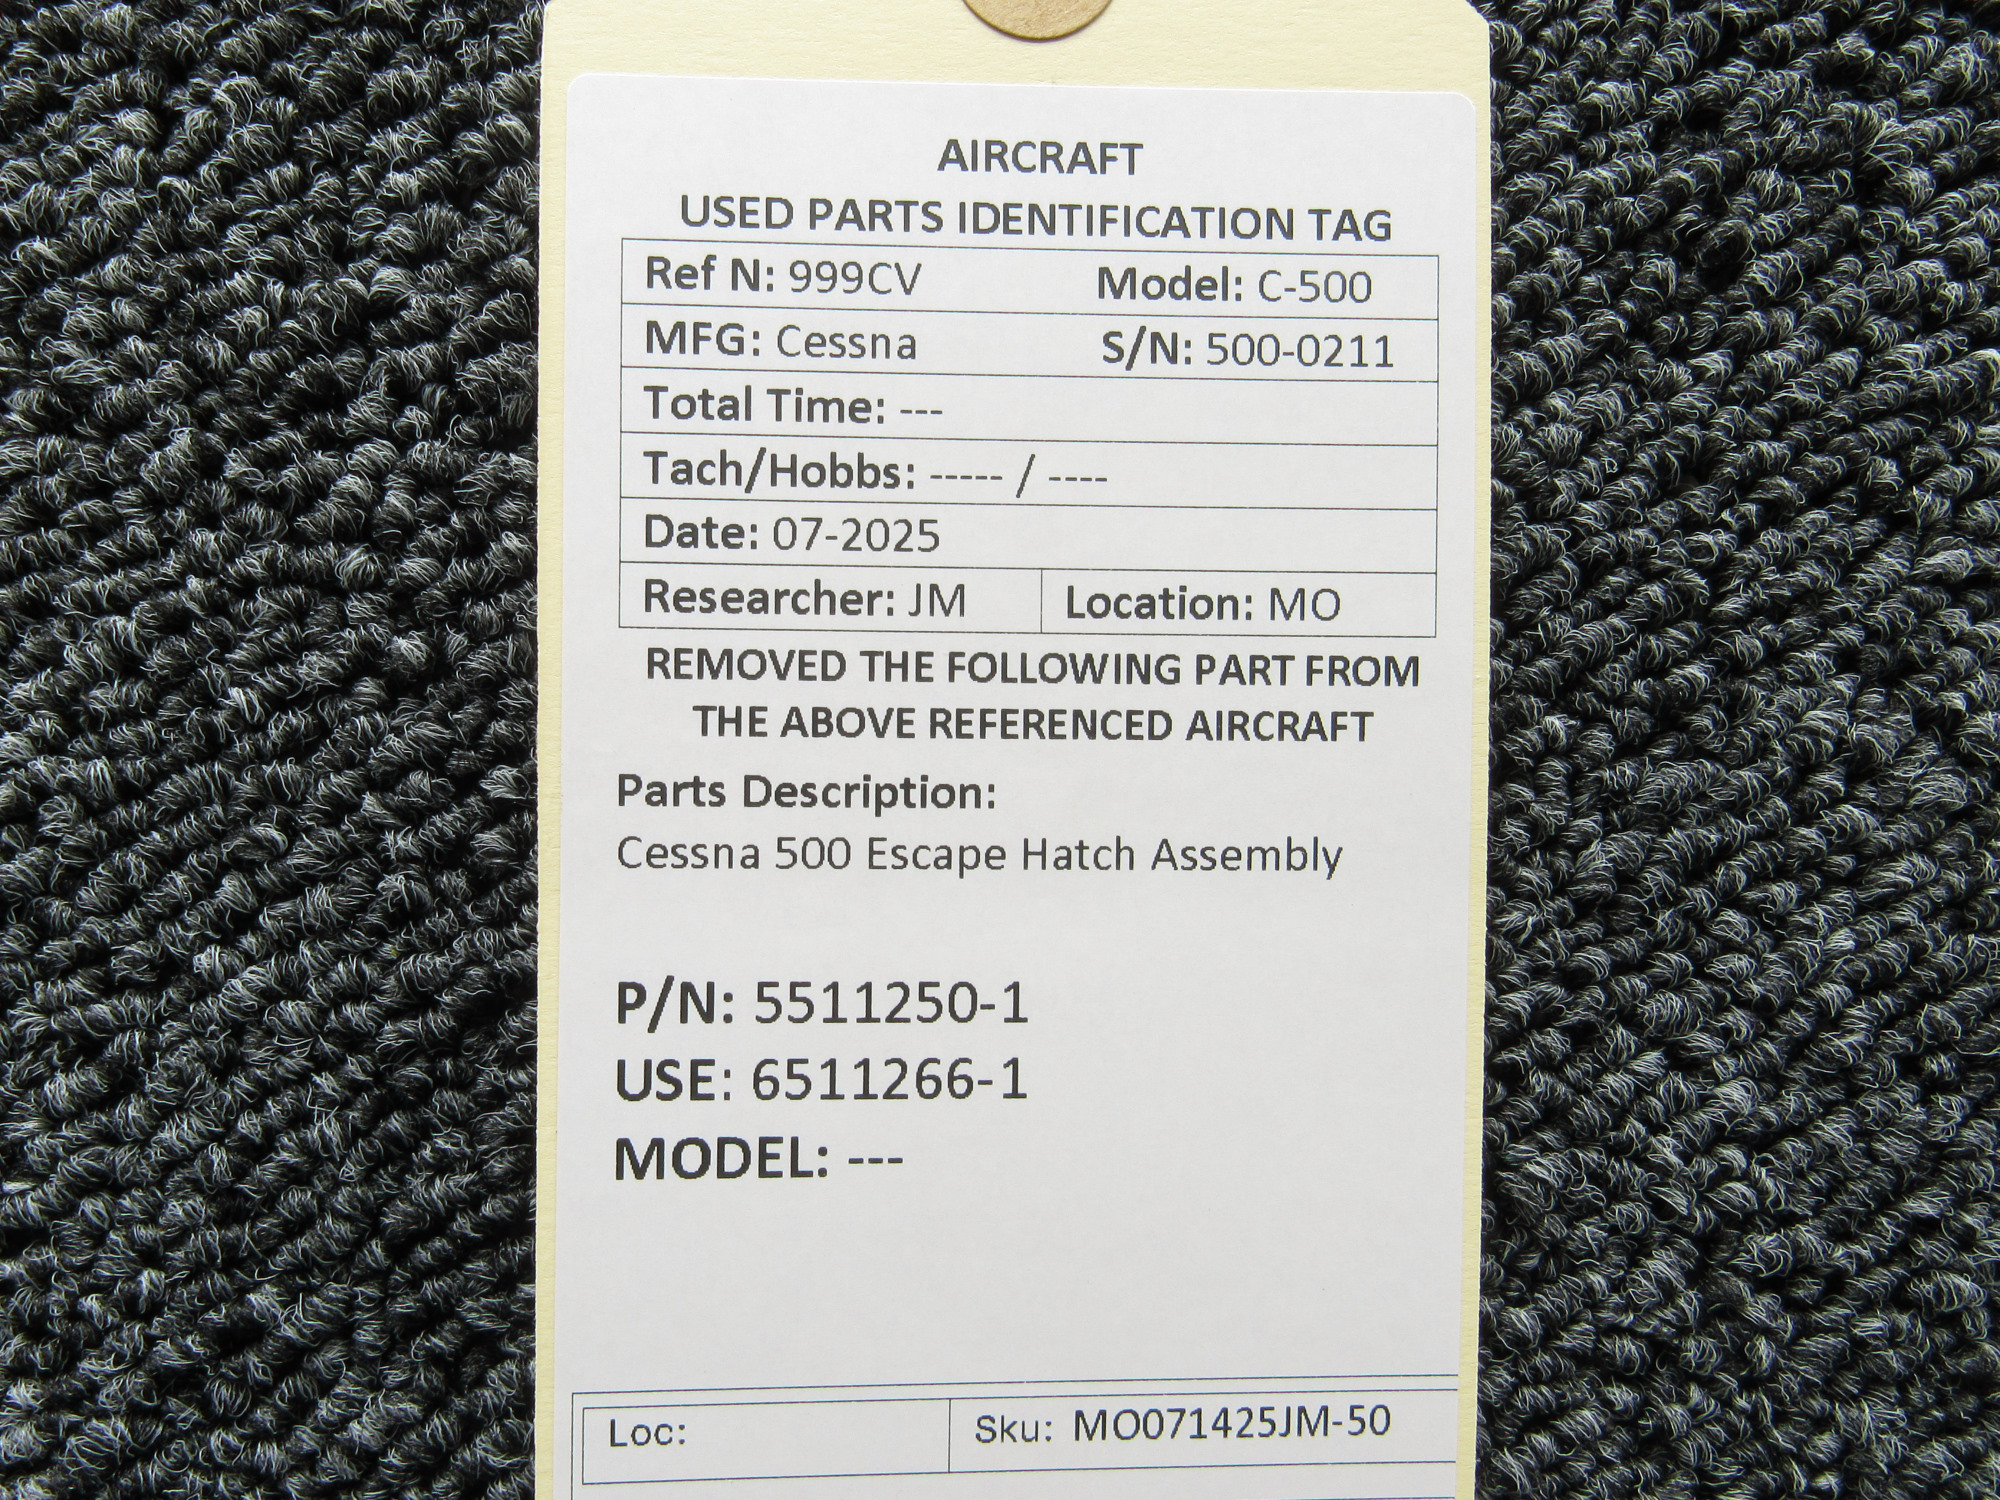 AIRCRAFT
USED PARTS IDENTIFICATION TAG
Ref N: 999CV Model: C-500
MFG: Cessna S/N: 500-0211
Total Time: ---
Tach/Hobbs: ----- / ----
Date: 07-2025
Researcher: JM Location: MO
REMOVED THE FOLLOWING PART FROM
THE ABOVE REFERENCED AIRCRAFT
Parts Description:
Cessna 500 Escape Hatch Assembly
P/N: 5511250-1
USE: 6511266-1
MODEL: ---
Loc: Sku: MO071425JM-50